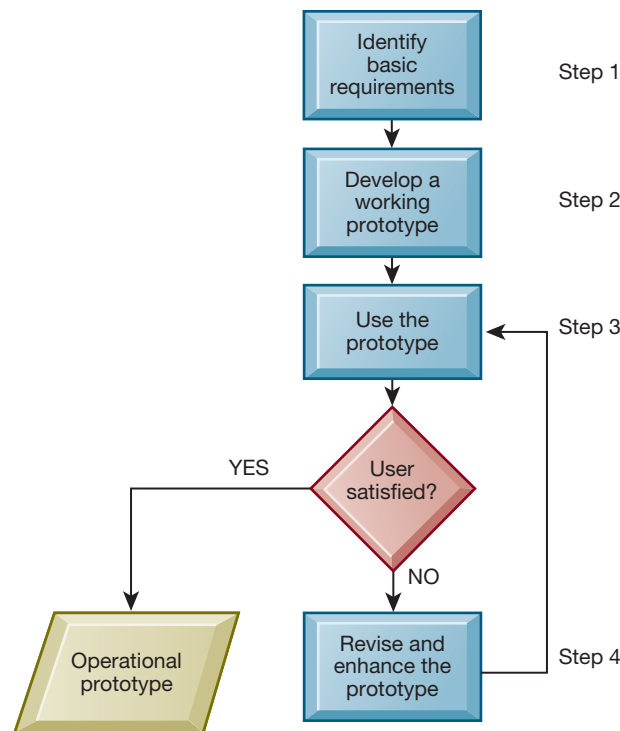 Identify
basic
requirements
Step 1
Develop a
working
prototype
Step 2
Use the
prototype
Step 3
User
satisfied?
YES
NO
Operational
prototype
Revise and
enhance the
prototype
Step 4